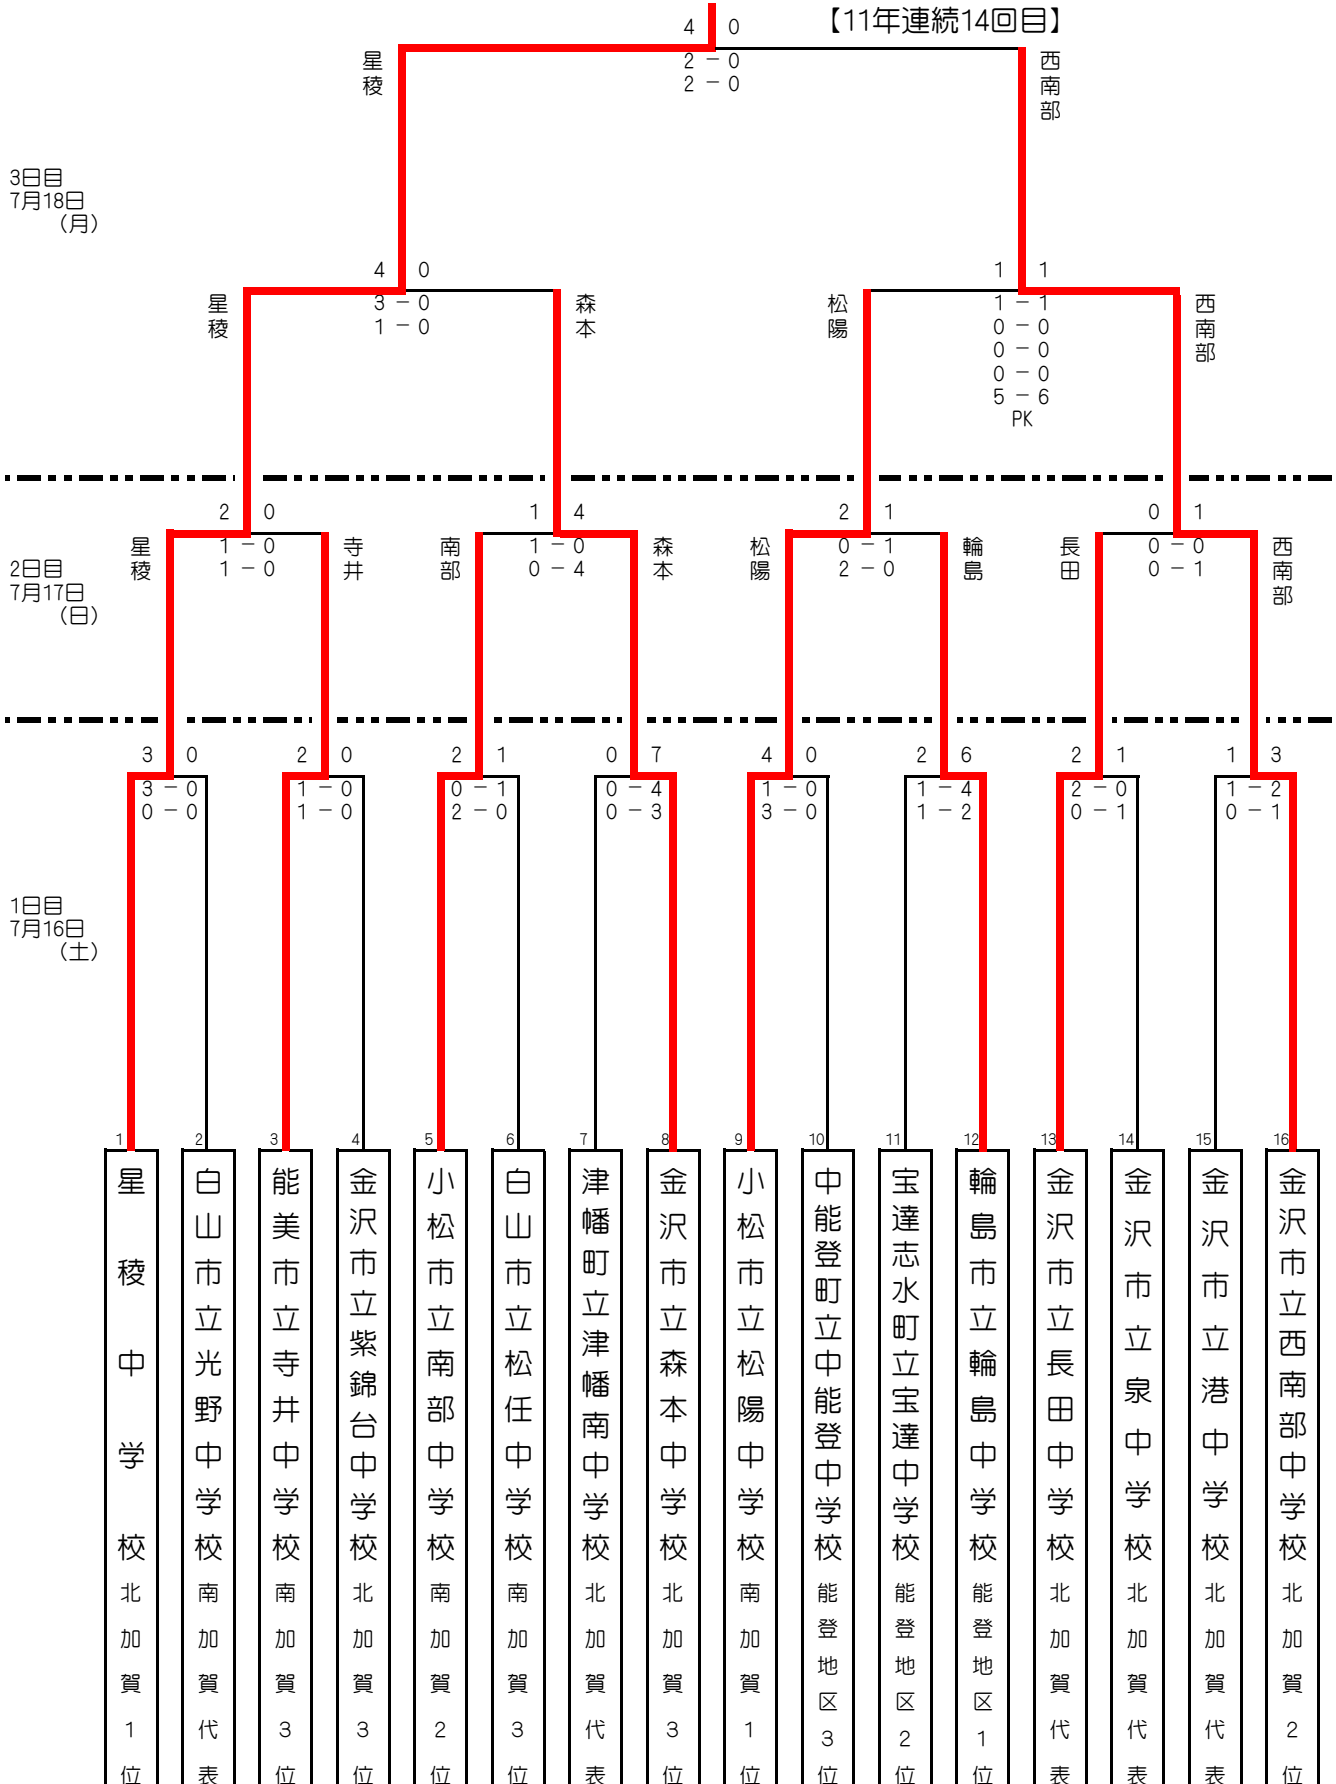 【11年連続14回目】
4 0
星稜
2 - 0
2 - 0
西南部
3日目
7月18日
(月)
4 0
星稜
3 - 0
1 - 0
森本
1 1
松陽
1 - 1
0 - 0
0 - 0
0 - 0
5 - 6
PK
西南部
2日目
7月17日
(日)
2 0
星稜
1 - 0
1 - 0
寺井
1 4
南部
1 - 0
0 - 4
森本
2 1
松陽
0 - 1
2 - 0
輪島
0 1
長田
0 - 0
0 - 1
西南部
1日目
7月16日
(土)
3 0
3 - 0
0 - 0
2 0
1 - 0
1 - 0
2 1
0 - 1
2 - 0
0 7
0 - 4
0 - 3
4 0
1 - 0
3 - 0
2 6
1 - 4
1 - 2
2 1
2 - 0
0 - 1
1 3
1 - 2
0 - 1
1
星稜中学校 北加賀1位
2
白山市立光野中学校 南加賀代表
3
能美市立寺井中学校 南加賀3位
4
金沢市立紫錦台中学校 北加賀3位
5
小松市立南部中学校 南加賀2位
6
白山市立松任中学校 南加賀3位
7
津幡町立津幡南中学校 北加賀代表
8
金沢市立森本中学校 北加賀3位
9
小松市立松陽中学校 南加賀1位
10
中能登町立中能登中学校 能登地区3位
11
宝達志水町立宝達中学校 能登地区2位
12
輪島市立輪島中学校 能登地区1位
13
金沢市立長田中学校 北加賀代表
14
金沢市立泉中学校 北加賀代表
15
金沢市立港中学校 北加賀代表
16
金沢市立西南部中学校 北加賀2位